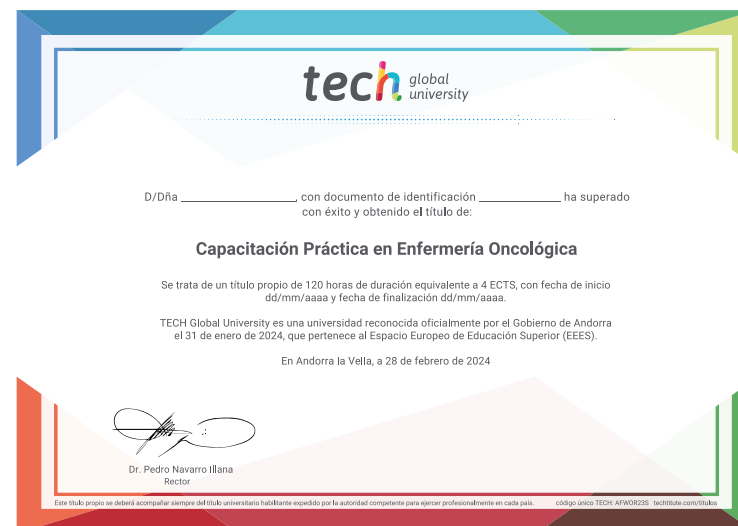 tech global university
D/Dña ____________________, con documento de identificación ______________ ha superado
con éxito y obtenido el título de:
Capacitación Práctica en Enfermería Oncológica
Se trata de un título propio de 120 horas de duración equivalente a 4 ECTS, con fecha de inicio
dd/mm/aaaa y fecha de finalización dd/mm/aaaa.
TECH Global University es una universidad reconocida oficialmente por el Gobierno de Andorra
el 31 de enero de 2024, que pertenece al Espacio Europeo de Educación Superior (EEES).
En Andorra la Vella, a 28 de febrero de 2024
Dr. Pedro Navarro Illana
Rector
Este título propio se deberá acompañar siempre del título universitario habilitante expedido por la autoridad competente para ejercer profesionalmente en cada país. código único TECH: AFWOR23S techtitute.com/titulos